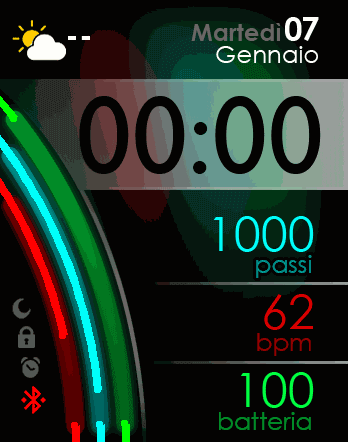 --
Martedì 07
Gennaio
00:00
1000
passi
62
bpm
100
batteria